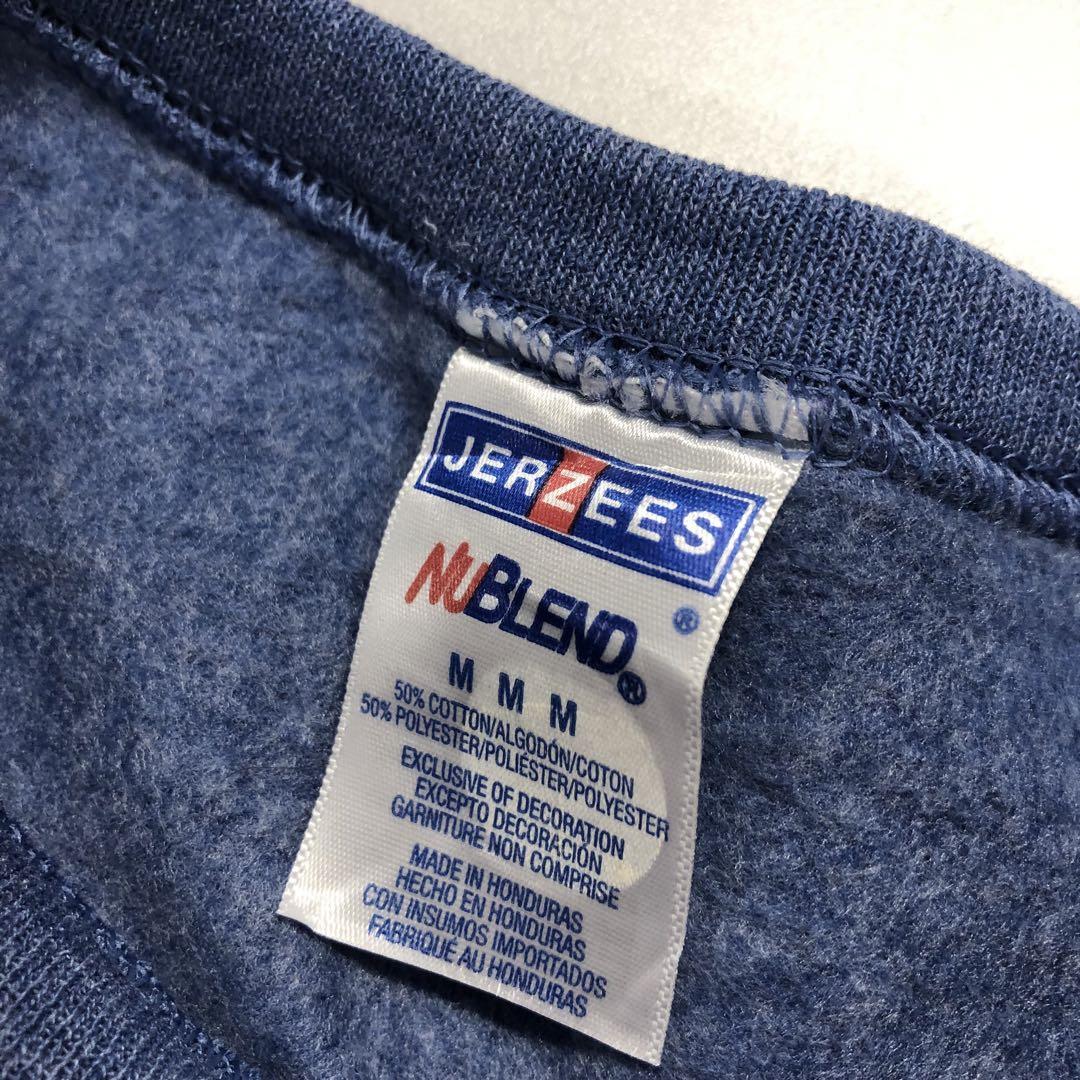 JERZEES
®
NUBLEND®
M M M
50% COTTON/ALGODÓN/COTON
50% POLYESTER/POLIÉSTER/POLYESTER
EXCLUSIVE OF DECORATION
EXCEPTO DECORACIÓN
GARNITURE NON COMPRISE
MADE IN HONDURAS
HECHO EN HONDURAS
CON INSUMOS IMPORTADOS
FABRIQUÉ AU HONDURAS